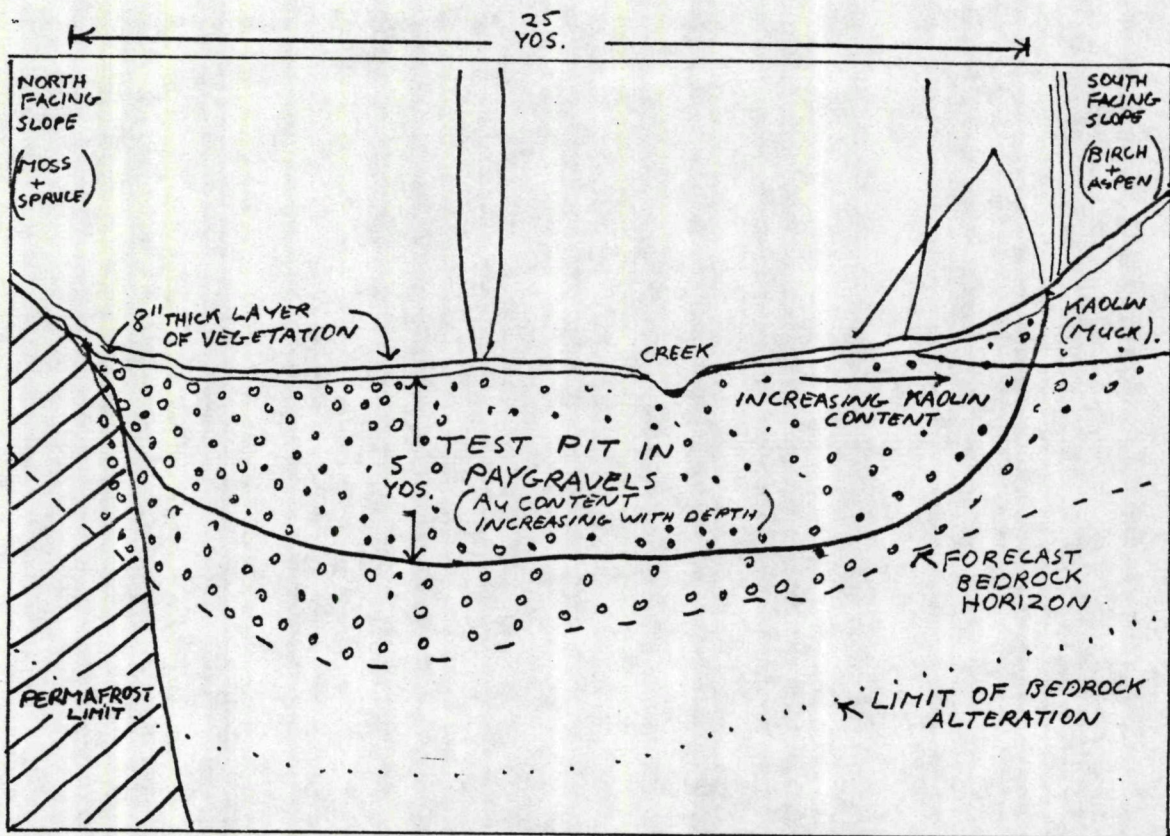 25
YDS.
NORTH
FACING
SLOPE
(MOSS
+
SPRUCE)
SOUTH
FACING
SLOPE
(BIRCH
+
ASPEN)
8" THICK LAYER
OF VEGETATION
CREEK
KAOLIN
(MUCK).
INCREASING KAOLIN
CONTENT
TEST PIT IN
PAYGRAVELS
(AU CONTENT
INCREASING WITH DEPTH)
5
YDS.
FORECAST
BEDROCK
HORIZON
PERMAFROST
LIMIT
LIMIT OF BEDROCK
ALTERATION